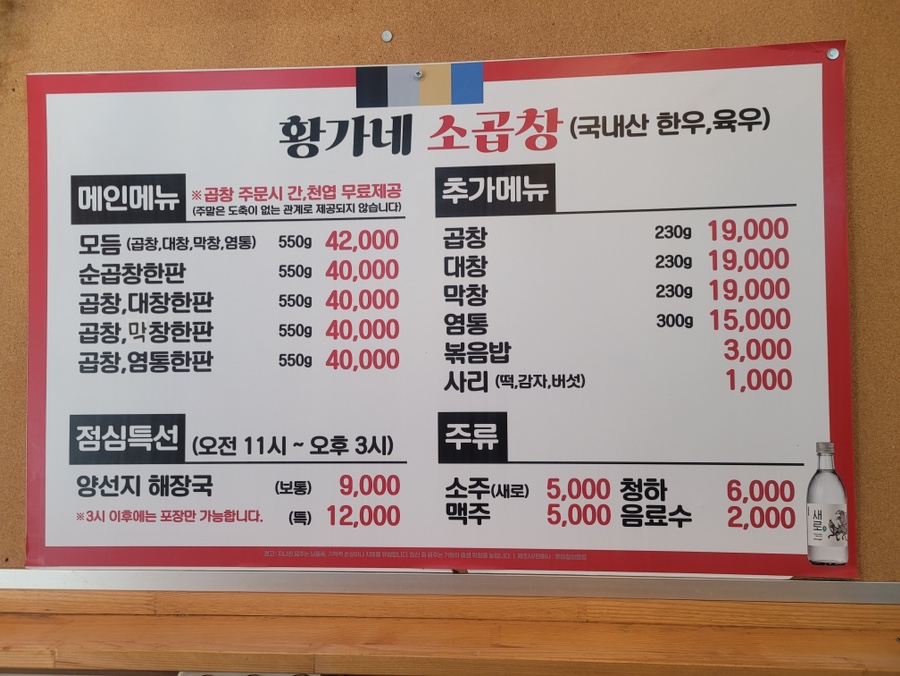 황가네 소곱창 (국내산 한우,육우)
메인메뉴 ※곱창 주문시 간,천엽 무료제공
(주말은 도축이 없는 관계로 제공되지 않습니다)
모듬 (곱창,대창,막창,염통) 550g 42,000
순곱창한판 550g 40,000
곱창,대창한판 550g 40,000
곱창,막창한판 550g 40,000
곱창,염통한판 550g 40,000
추가메뉴
곱창 230g 19,000
대창 230g 19,000
막창 230g 19,000
염통 300g 15,000
볶음밥 3,000
사리 (떡,감자,버섯) 1,000
점심특선 (오전 11시 ~ 오후 3시)
양선지 해장국 (보통) 9,000
※3시 이후에는 포장만 가능합니다. (특) 12,000
주류
소주(새로) 5,000 청하 6,000
맥주 5,000 음료수 2,000
새로